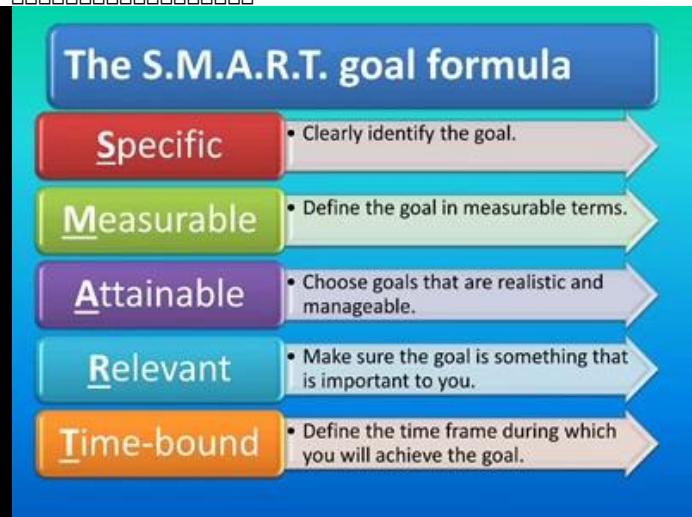 The S.M.A.R.T. goal formula
Specific
• Clearly identify the goal.
Measurable
• Define the goal in measurable terms.
Attainable
• Choose goals that are realistic and
manageable.
Relevant
• Make sure the goal is something that
is important to you.
Time-bound
• Define the time frame during which
you will achieve the goal.